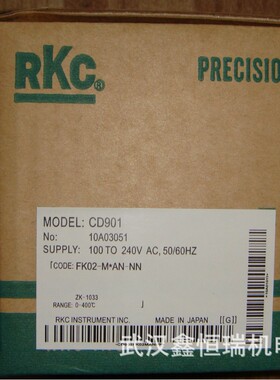 RKC®
PRECISIO
MODEL: CD901
No: 10A03051
SUPPLY: 100 TO 240V AC, 50/60HZ
「CODE: FK02-M*AN-NN
ZK-1033
RANGE: 0-400℃ 」
RKC INSTRUMENT INC. MADE IN JAPAN [[G]]
武汉鑫恒瑞机电